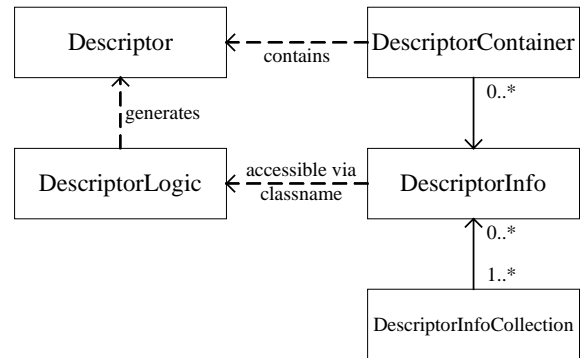 Descriptor
DescriptorContainer
contains
0..*
generates
DescriptorLogic
accessible via
classname
DescriptorInfo
0..*
1..*
DescriptorInfoCollection